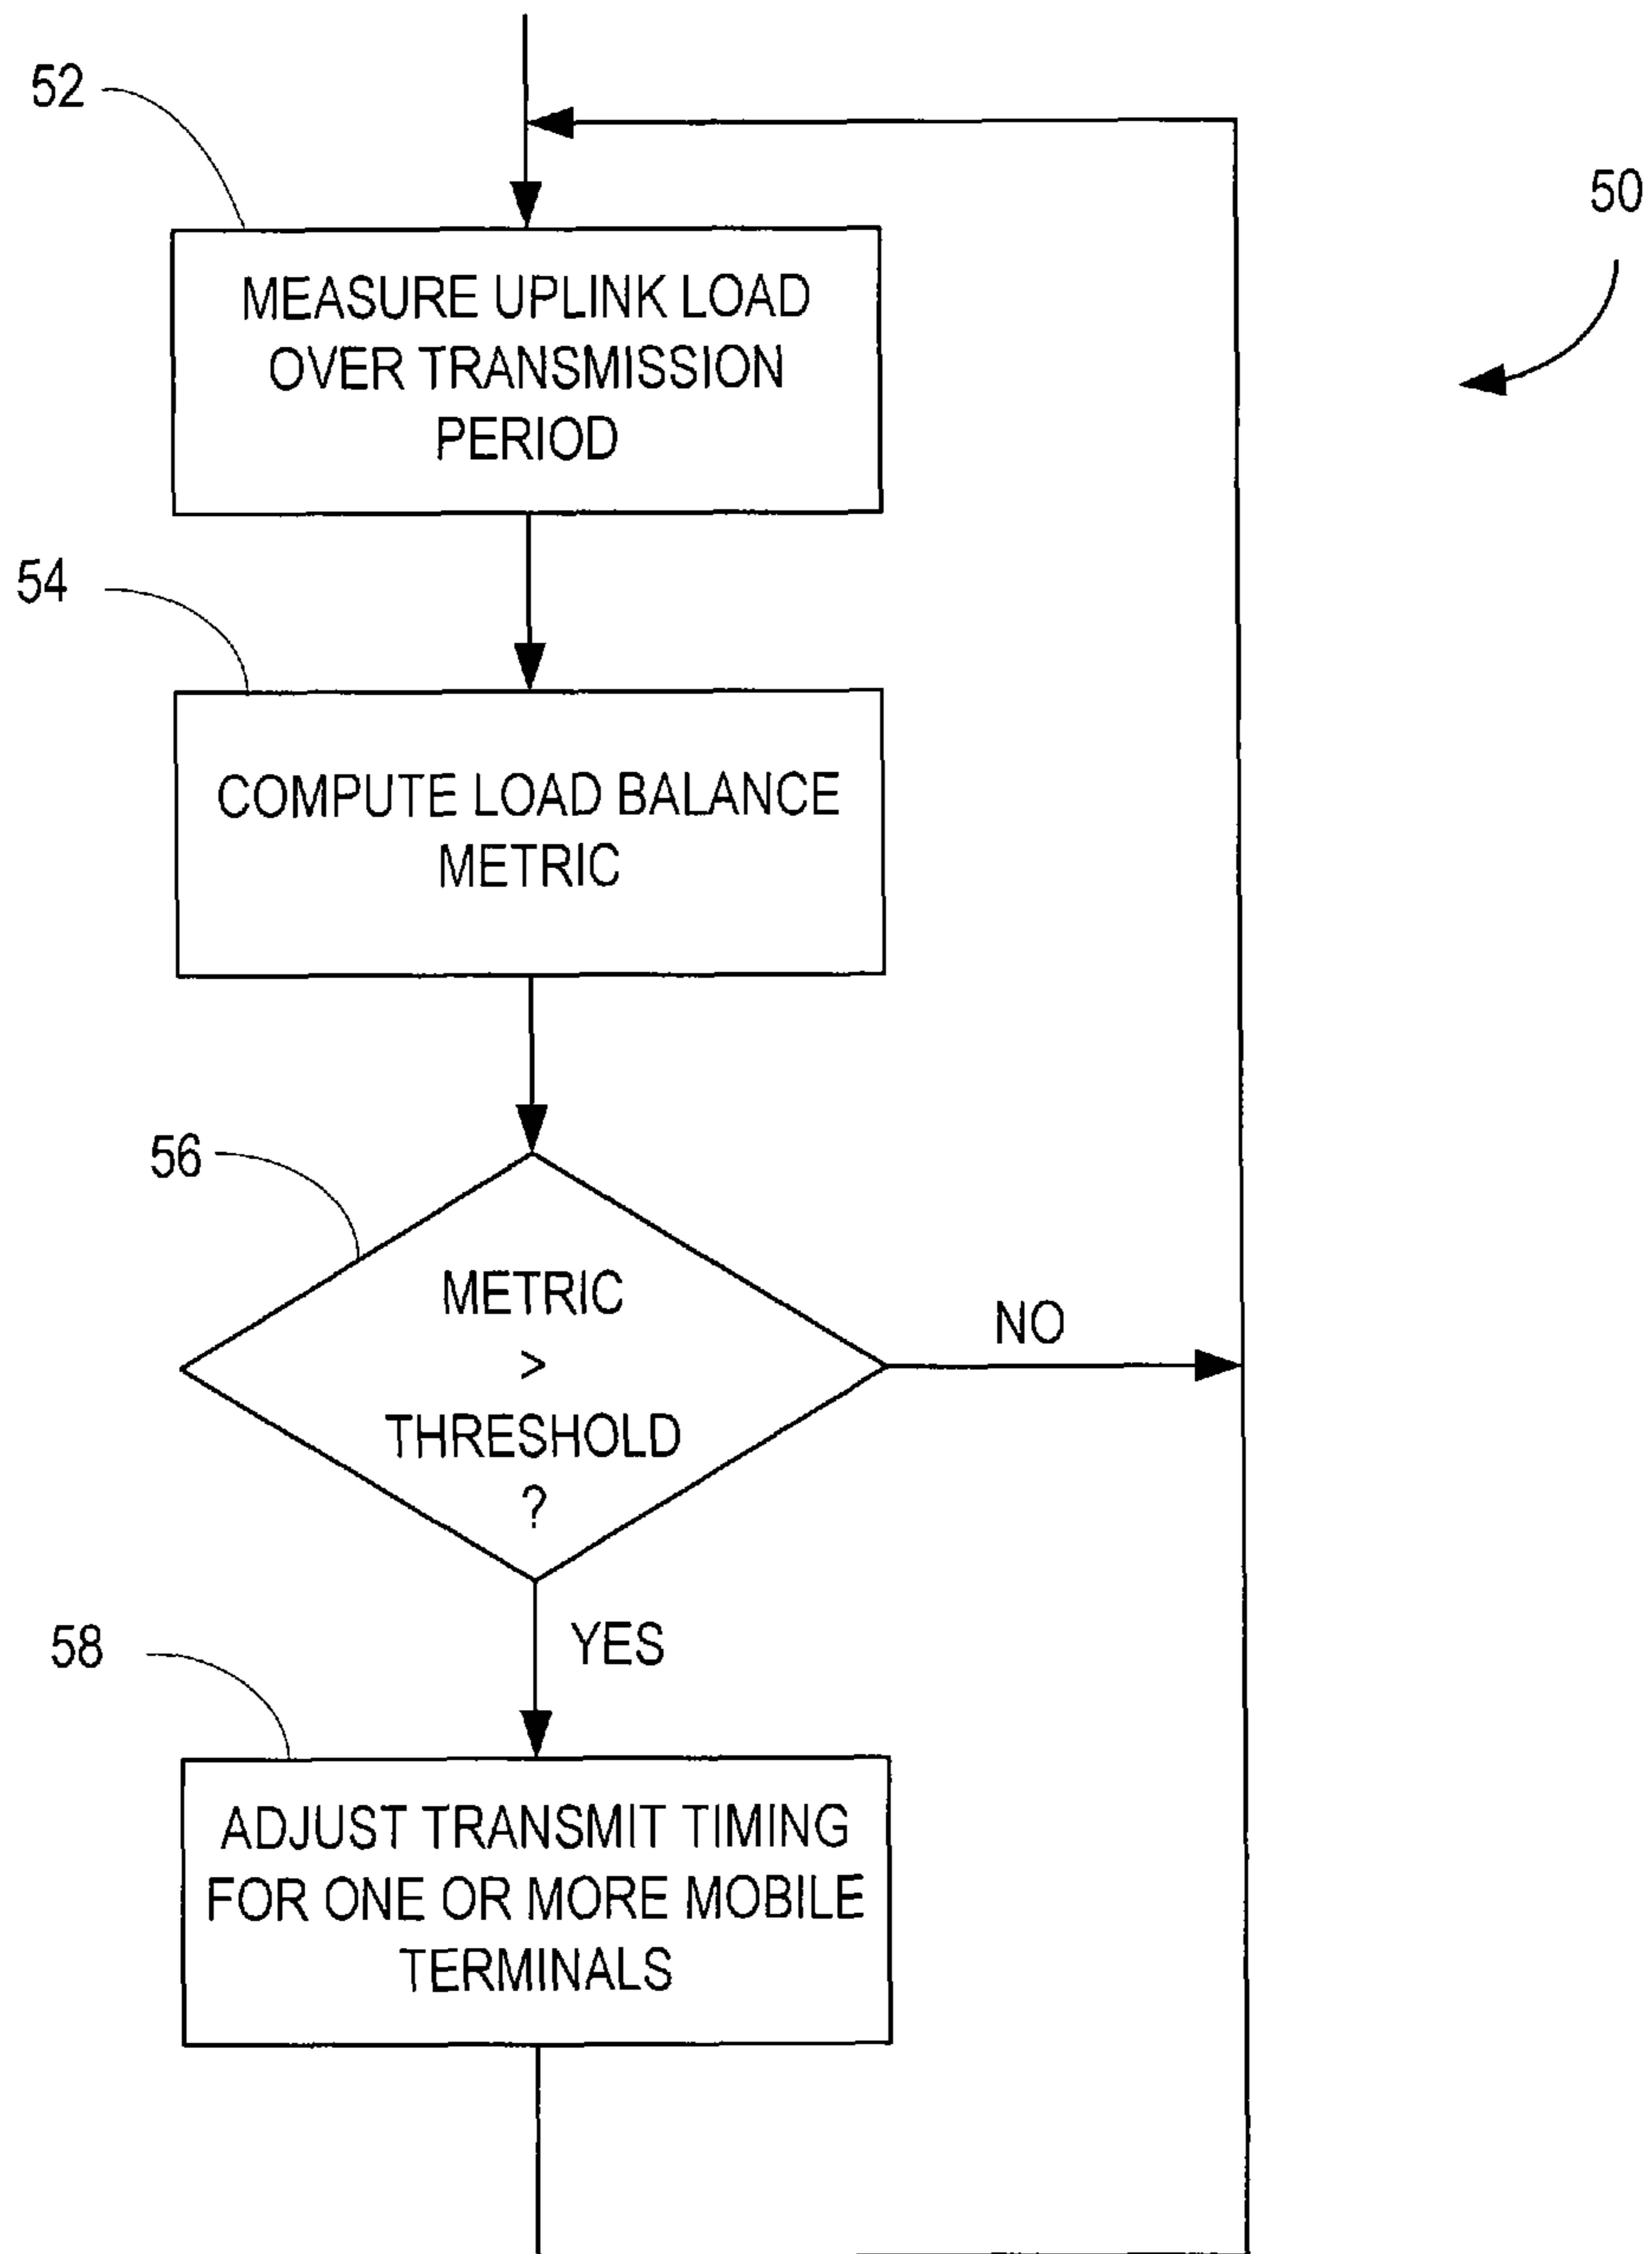 52
50
MEASURE UPLINK LOAD
OVER TRANSMISSION
PERIOD
54
COMPUTE LOAD BALANCE
METRIC
56
METRIC
>
THRESHOLD
?
NO
YES
58
ADJUST TRANSMIT TIMING
FOR ONE OR MORE MOBILE
TERMINALS